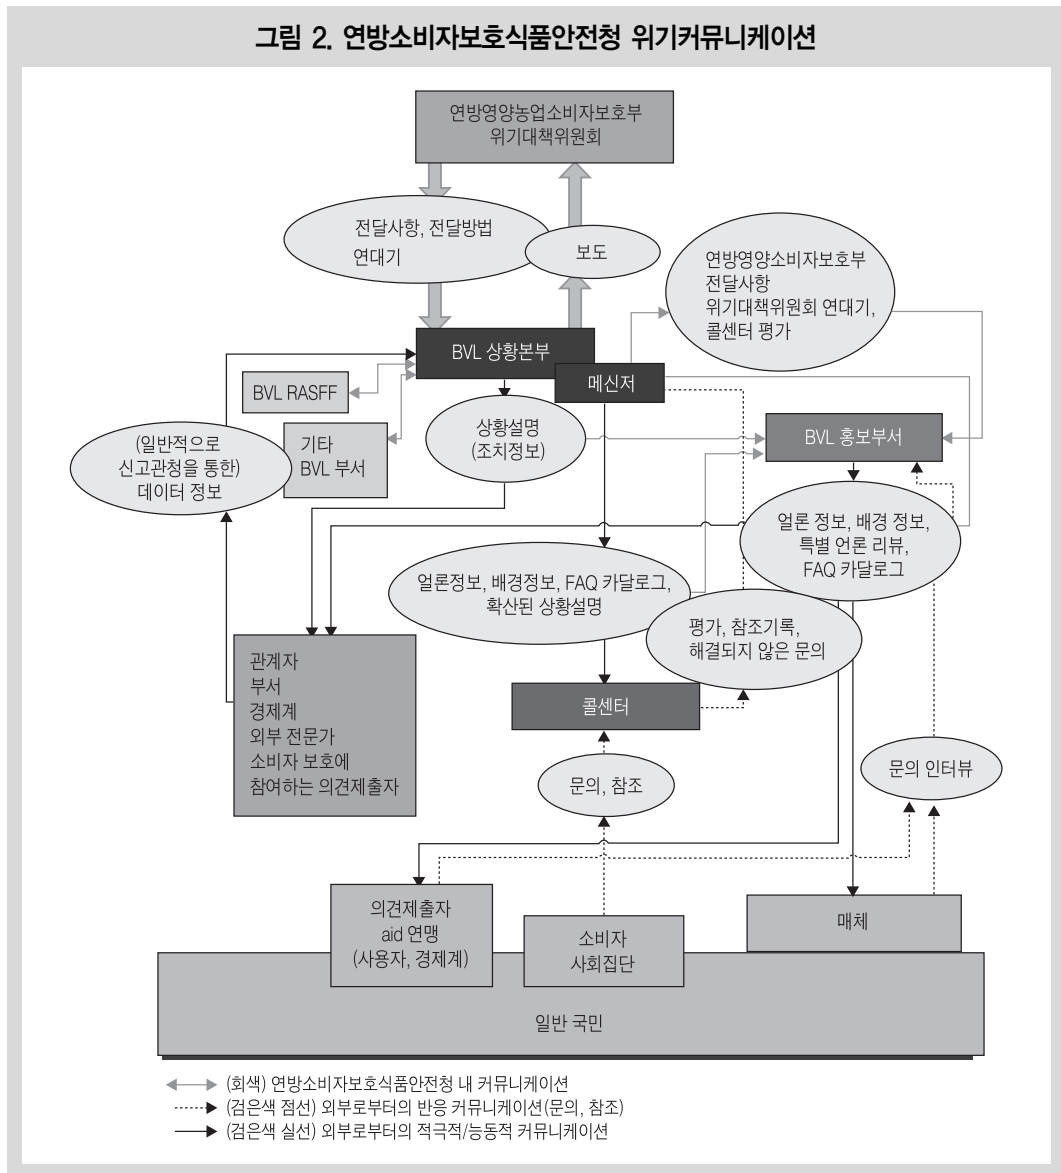 그림 2. 연방소비자보호식품안전청 위기커뮤니케이션
연방영양농업소비자보호부
위기대책위원회
전달사항, 전달방법
연대기
보도
연방영양소비자보호부
전달사항
위기대책위원회 연대기,
콜센터 평가
BVL 상황본부
메신저
BVL RASFF
기타
BVL 부서
(일반적으로
신고관청을 통한)
데이터 정보
상황설명
(조치정보)
BVL 홍보부서
얼론 정보, 배경 정보,
특별 언론 리뷰,
FAQ 카달로그
얼론정보, 배경정보, FAQ 카달로그,
확산된 상황설명
평가, 참조기록,
해결되지 않은 문의
관계자
부서
경제계
외부 전문가
소비자 보호에
참여하는 의견제출자
콜센터
문의, 참조
문의 인터뷰
의견제출자
aid 연맹
(사용자, 경제계)
소비자
사회집단
매체
일반 국민
(회색) 연방소비자보호식품안전청 내 커뮤니케이션
(검은색 점선) 외부로부터의 반응 커뮤니케이션(문의, 참조)
(검은색 실선) 외부로부터의 적극적/능동적 커뮤니케이션